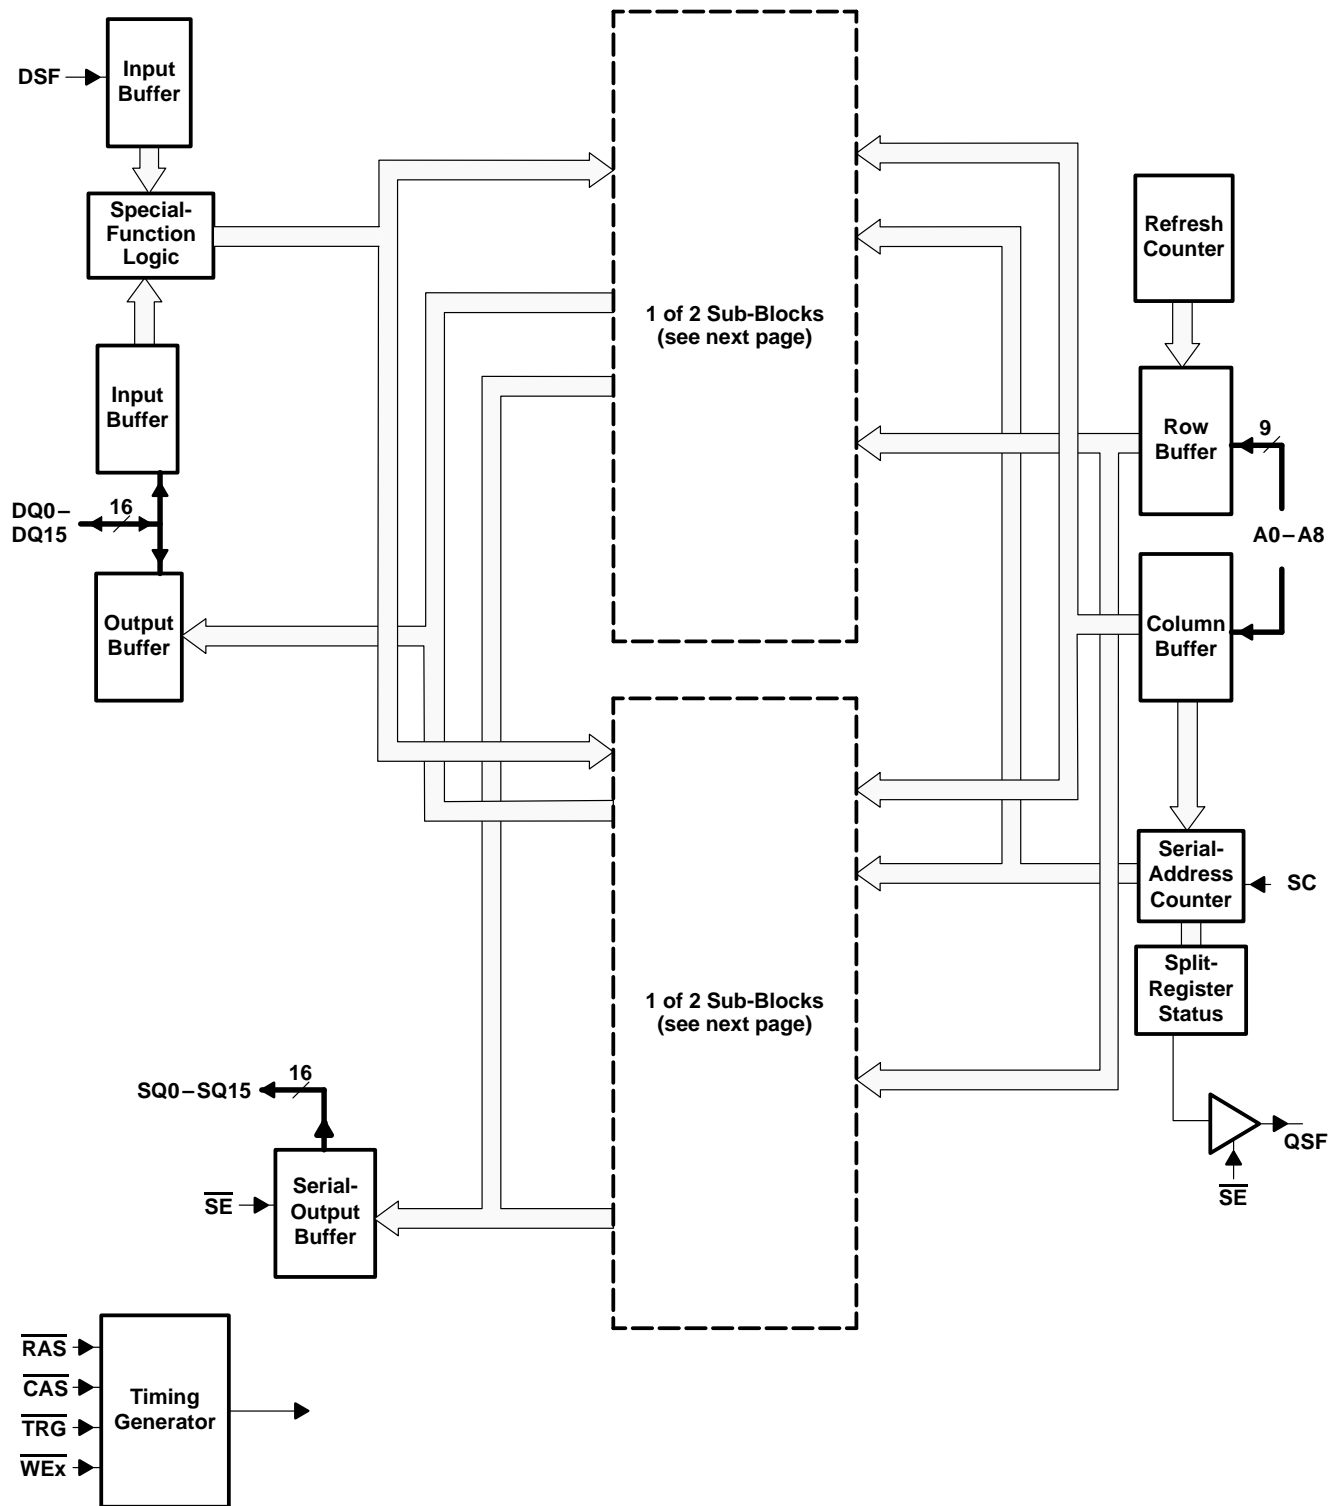 DSF
Input
Buffer
Special-
Function
Logic
Input
Buffer
DQ0–
DQ15
16
Output
Buffer
1 of 2 Sub-Blocks
(see next page)
Refresh
Counter
Row
Buffer
9
A0–A8
Column
Buffer
Serial-
Address
Counter
SC
Split-
Register
Status
QSF
SE
1 of 2 Sub-Blocks
(see next page)
SQ0–SQ15
16
SE
Serial-
Output
Buffer
RAS
CAS
TRG
WEx
Timing
Generator